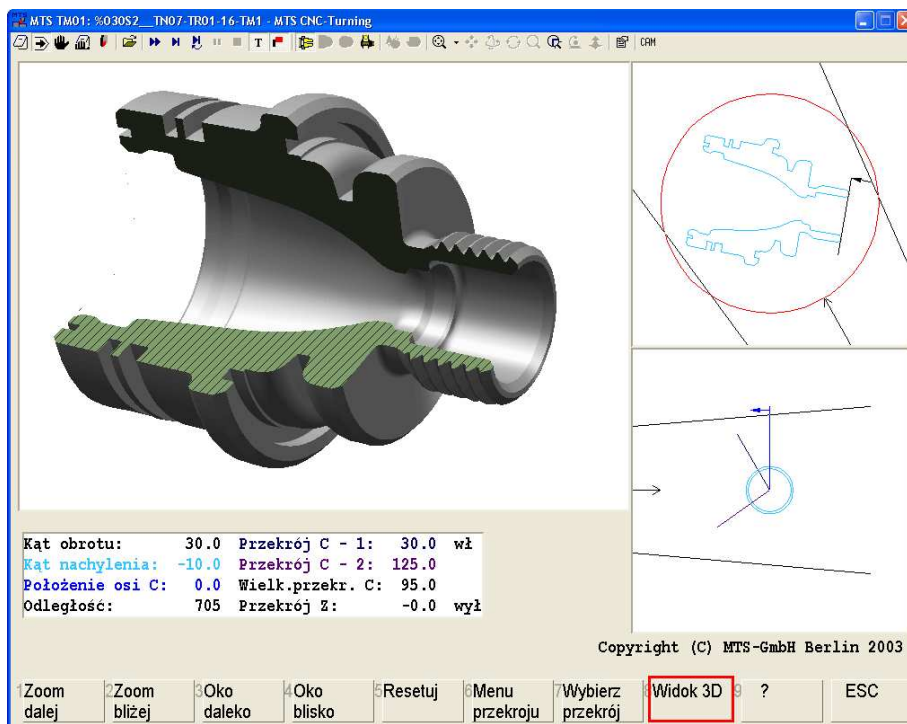 MTS TM01: %030S2__TN07-TR01-16-TM1 - MTS CNC-Turning
T CAM
Kąt obrotu: 30.0 Przekrój C - 1: 30.0 wł
Kąt nachylenia: -10.0 Przekrój C - 2: 125.0
Położenie osi C: 0.0 Wielk.przekr. C: 95.0
Odległość: 705 Przekrój Z: -0.0 wył
Copyright (C) MTS-GmbH Berlin 2003
1 Zoom dalej 2 Zoom bliżej 3 Oko daleko 4 Oko blisko 5 Resetuj 6 Menu przekroju 7 Wybierz przekrój 8 Widok 3D 9 ? ESC